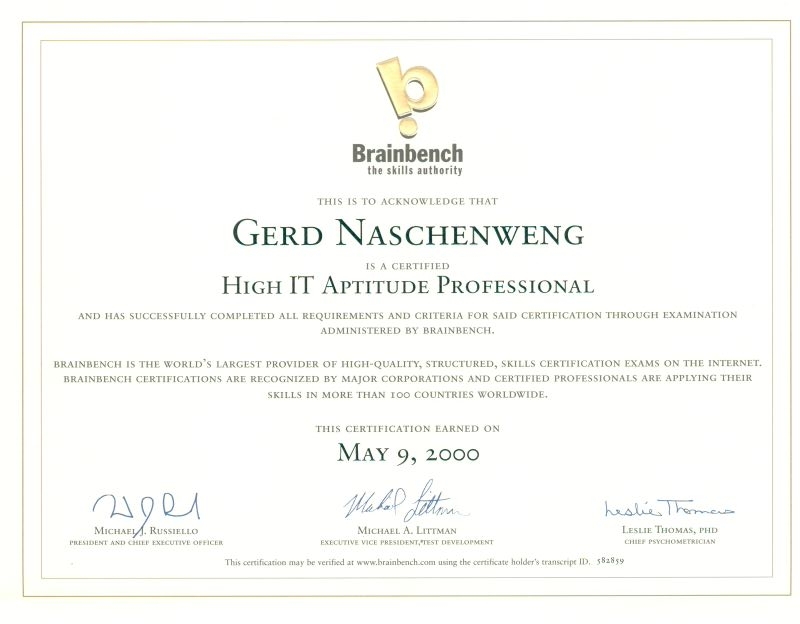 Brainbench
the skills authority
THIS IS TO ACKNOWLEDGE THAT
GERD NASCHENWENG
IS A CERTIFIED
HIGH IT APTITUDE PROFESSIONAL
AND HAS SUCCESSFULLY COMPLETED ALL REQUIREMENTS AND CRITERIA FOR SAID CERTIFICATION THROUGH EXAMINATION
ADMINISTERED BY BRAINBENCH.
BRAINBENCH IS THE WORLD'S LARGEST PROVIDER OF HIGH-QUALITY, STRUCTURED, SKILLS CERTIFICATION EXAMS ON THE INTERNET.
BRAINBENCH CERTIFICATIONS ARE RECOGNIZED BY MAJOR CORPORATIONS AND CERTIFIED PROFESSIONALS ARE APPLYING THEIR
SKILLS IN MORE THAN 100 COUNTRIES WORLDWIDE.
THIS CERTIFICATION EARNED ON
MAY 9, 2000
Michael Littman
Leslie Thomas
MICHAEL J. RUSSIELLO
PRESIDENT AND CHIEF EXECUTIVE OFFICER
MICHAEL A. LITTMAN
EXECUTIVE VICE PRESIDENT, TEST DEVELOPMENT
LESLIE THOMAS, PHD
CHIEF PSYCHOMETRICIAN
This certification may be verified at www.brainbench.com using the certificate holder's transcript ID. 582859